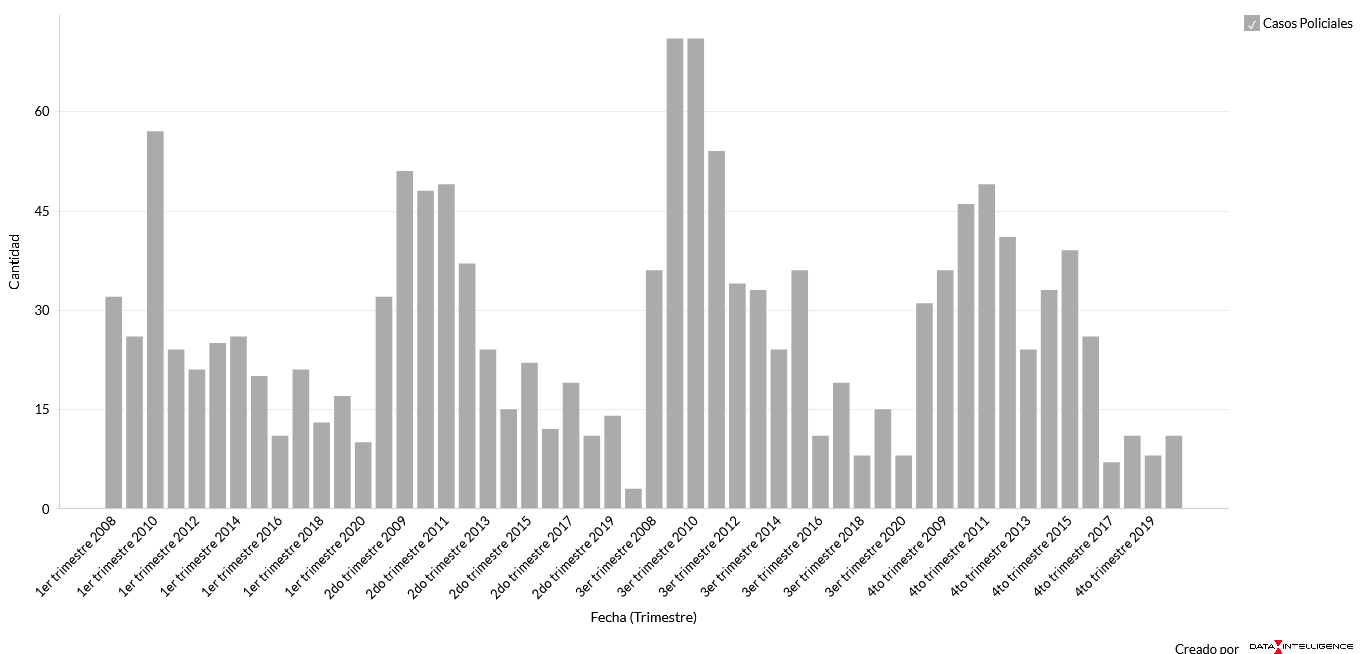 ✓ Casos Policiales
Cantidad
60
45
30
15
0
1er trimestre 2008
1er trimestre 2010
1er trimestre 2012
1er trimestre 2014
1er trimestre 2016
1er trimestre 2018
1er trimestre 2020
2do trimestre 2009
2do trimestre 2011
2do trimestre 2013
2do trimestre 2015
2do trimestre 2017
2do trimestre 2019
3er trimestre 2008
3er trimestre 2010
3er trimestre 2012
3er trimestre 2014
3er trimestre 2016
3er trimestre 2018
3er trimestre 2020
4to trimestre 2009
4to trimestre 2011
4to trimestre 2013
4to trimestre 2015
4to trimestre 2017
4to trimestre 2019
Fecha (Trimestre)
Creado por DATA INTELLIGENCE